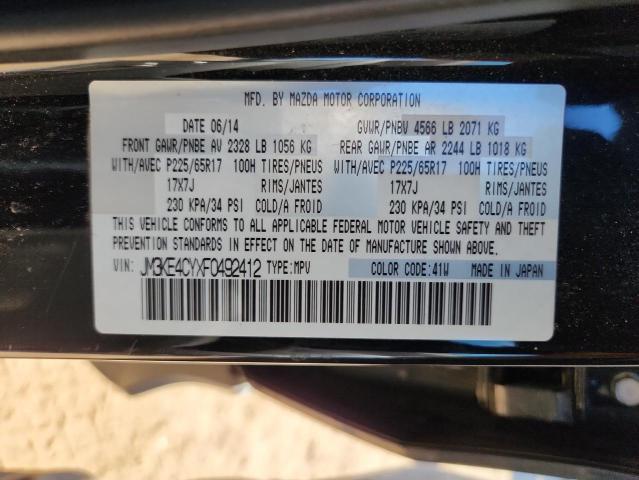 MFD. BY MAZDA MOTOR CORPORATION
DATE 06/14 GVWR/PNBV 4566 LB 2071 KG
FRONT GAWR/PNBE AV 2328 LB 1056 KG REAR GAWR/PNBE AR 2244 LB 1018 KG
WITH/AVEC P225/65R17 100H TIRES/PNEUS WITH/AVEC P225/65R17 100H TIRES/PNEUS
17X7J RIMS/JANTES 17X7J RIMS/JANTES
230 KPA/34 PSI COLD/A FROID 230 KPA/34 PSI COLD/A FROID
THIS VEHICLE CONFORMS TO ALL APPLICABLE FEDERAL MOTOR VEHICLE SAFETY AND THEFT
PREVENTION STANDARDS IN EFFECT ON THE DATE OF MANUFACTURE SHOWN ABOVE.
VIN: JM3KE4CYXF0492412 TYPE:MPV COLOR CODE:41W MADE IN JAPAN